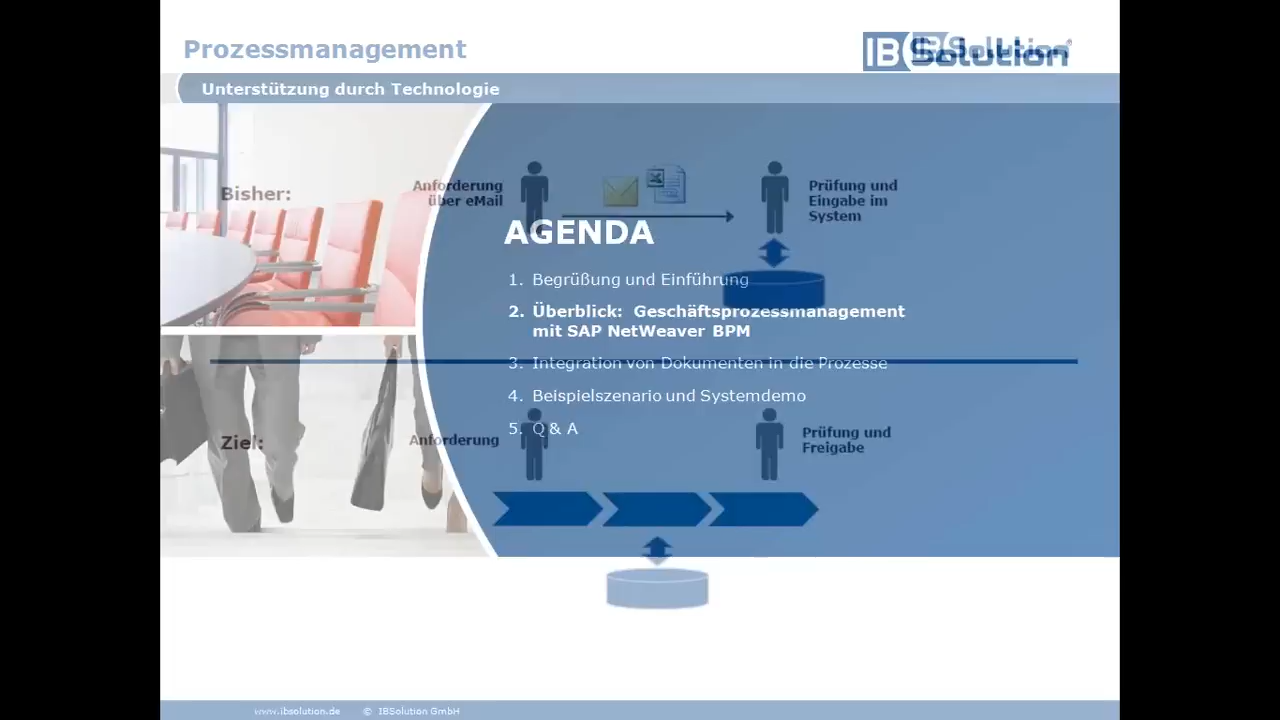 Prozessmanagement
IBSolution
Unterstützung durch Technologie
Bisher:
Anforderung
über eMail
Prüfung und
Eingabe im
System
AGENDA
1. Begrüßung und Einführung
2. Überblick: Geschäftsprozessmanagement
mit SAP NetWeaver BPM
3. Integration von Dokumenten in die Prozesse
4. Beispielszenario und Systemdemo
5. Q & A
Ziel:
Anforderung
Prüfung und
Freigabe
www.ibsolution.de © IBSolution GmbH